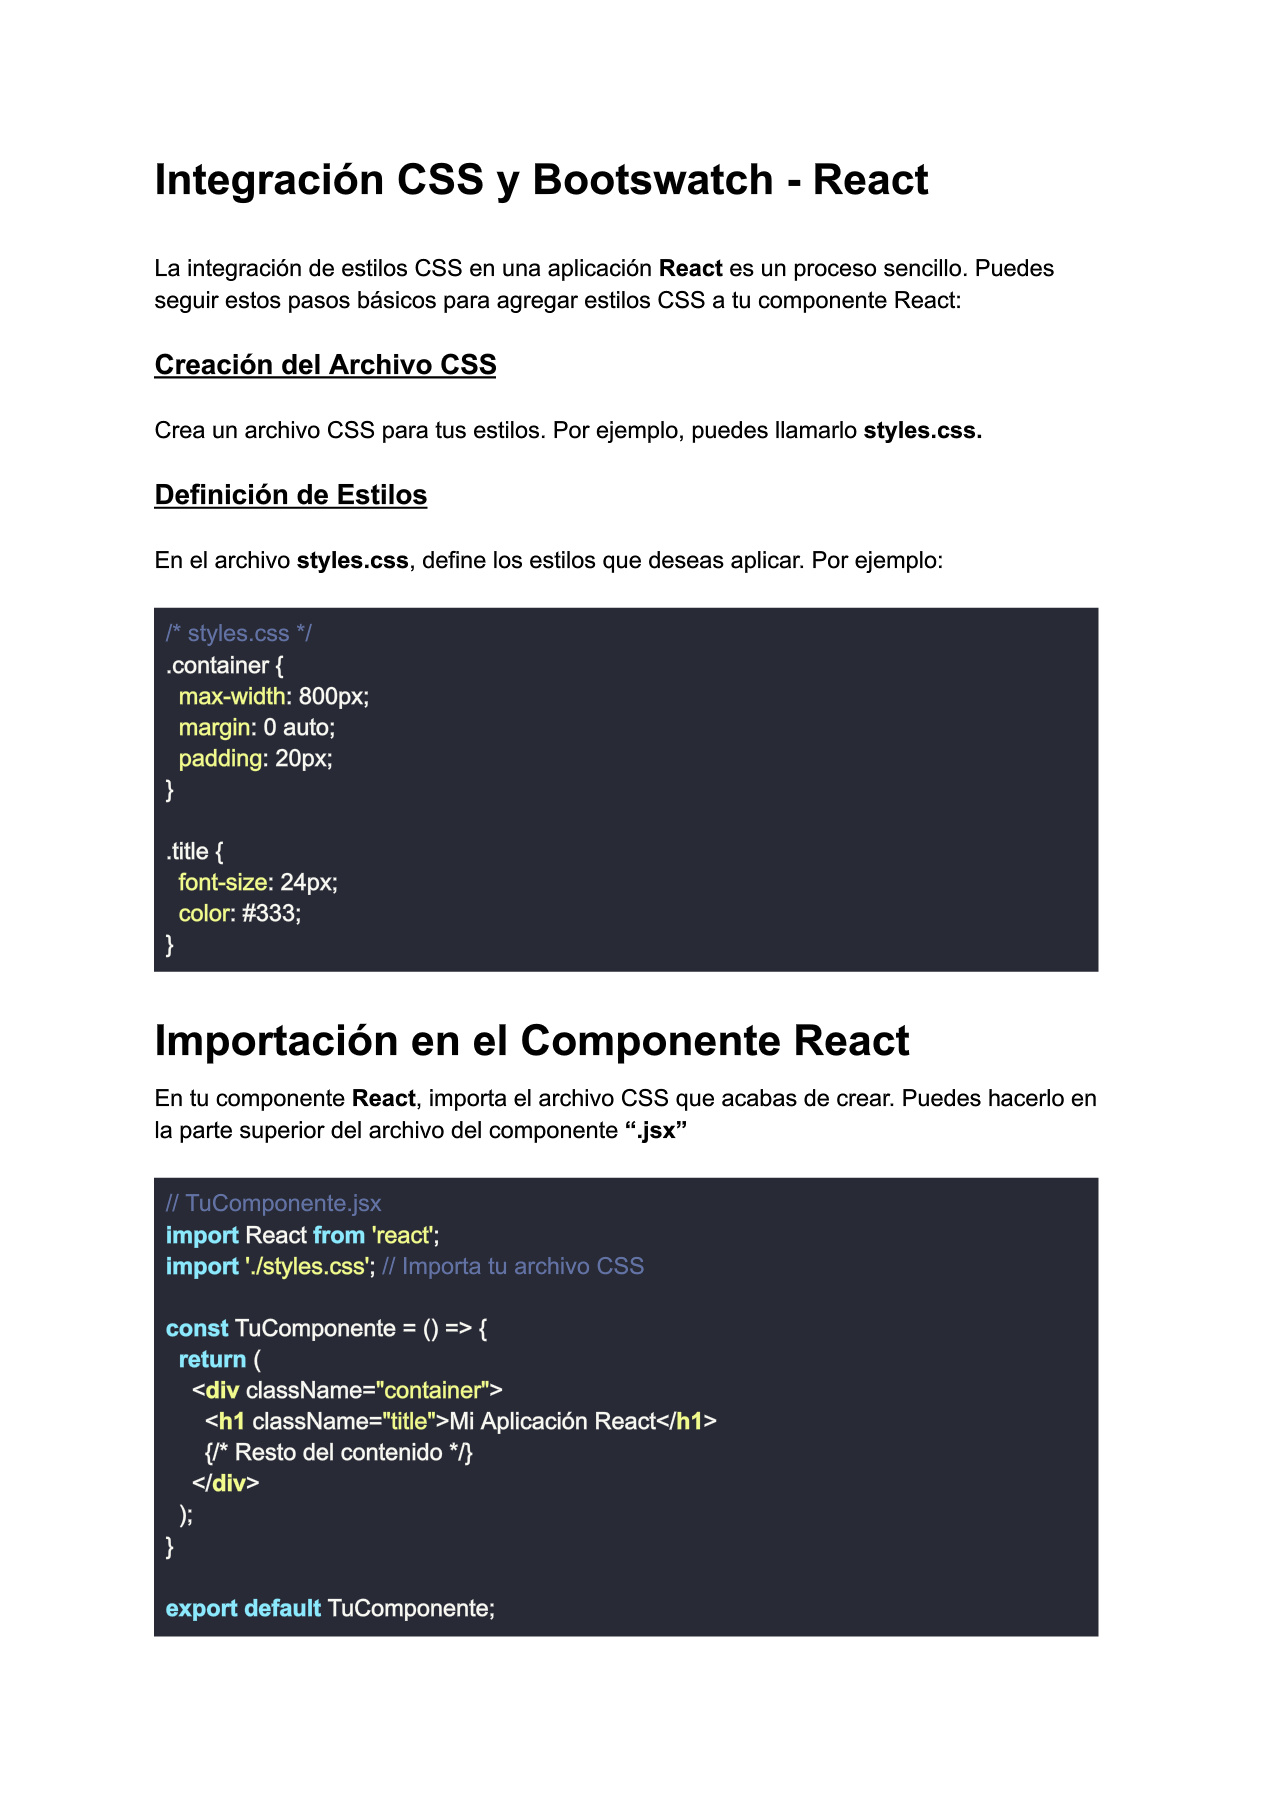 Integración CSS y Bootswatch - React
La integración de estilos CSS en una aplicación React es un proceso sencillo. Puedes
seguir estos pasos básicos para agregar estilos CSS a tu componente React:
Creación del Archivo CSS
Crea un archivo CSS para tus estilos. Por ejemplo, puedes llamarlo styles.css.
Definición de Estilos
En el archivo styles.css, define los estilos que deseas aplicar. Por ejemplo:
/* styles.css */
.container {
  max-width: 800px;
  margin: 0 auto;
  padding: 20px;
}

.title {
  font-size: 24px;
  color: #333;
}
Importación en el Componente React
En tu componente React, importa el archivo CSS que acabas de crear. Puedes hacerlo en
la parte superior del archivo del componente “.jsx”
// TuComponente.jsx
import React from 'react';
import './styles.css'; // Importa tu archivo CSS

const TuComponente = () => {
  return (
    <div className="container">
      <h1 className="title">Mi Aplicación React</h1>
      {/* Resto del contenido */}
    </div>
  );
}

export default TuComponente;